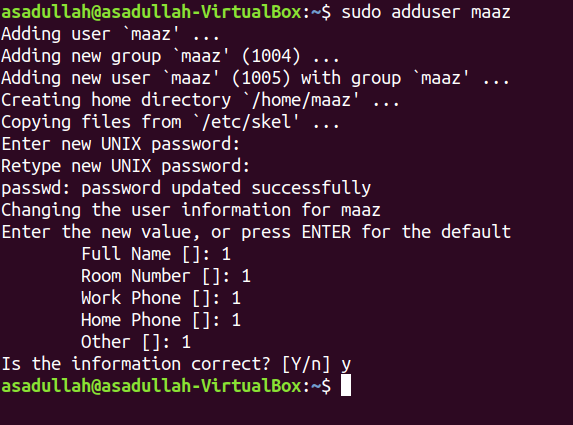 asadullah@asadullah-VirtualBox:~$ sudo adduser maaz
Adding user `maaz' ...
Adding new group `maaz' (1004) ...
Adding new user `maaz' (1005) with group `maaz' ...
Creating home directory `/home/maaz' ...
Copying files from `/etc/skel' ...
Enter new UNIX password:
Retype new UNIX password:
passwd: password updated successfully
Changing the user information for maaz
Enter the new value, or press ENTER for the default
        Full Name []: 1
        Room Number []: 1
        Work Phone []: 1
        Home Phone []: 1
        Other []: 1
Is the information correct? [Y/n] y
asadullah@asadullah-VirtualBox:~$